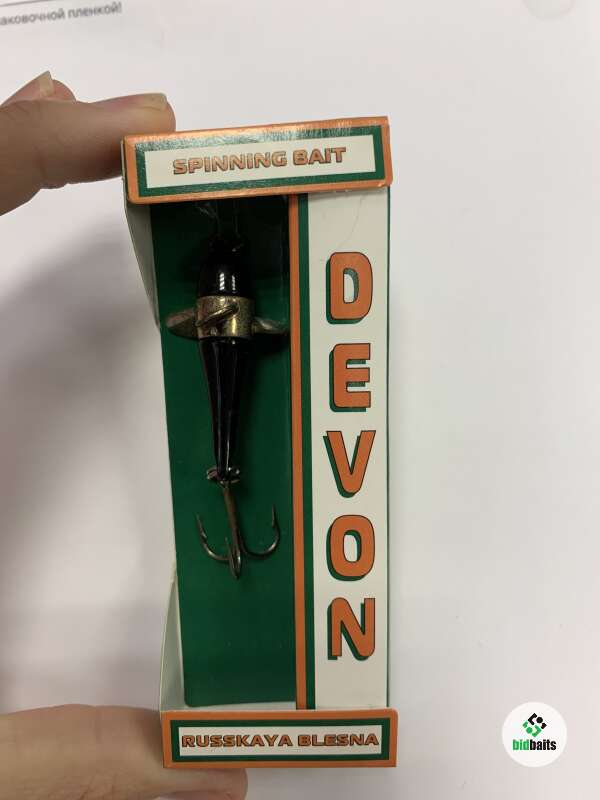 аковочной пленкой!
SPINNING BAIT
DEVON
RUSSKAYA BLESNA
bidbaits